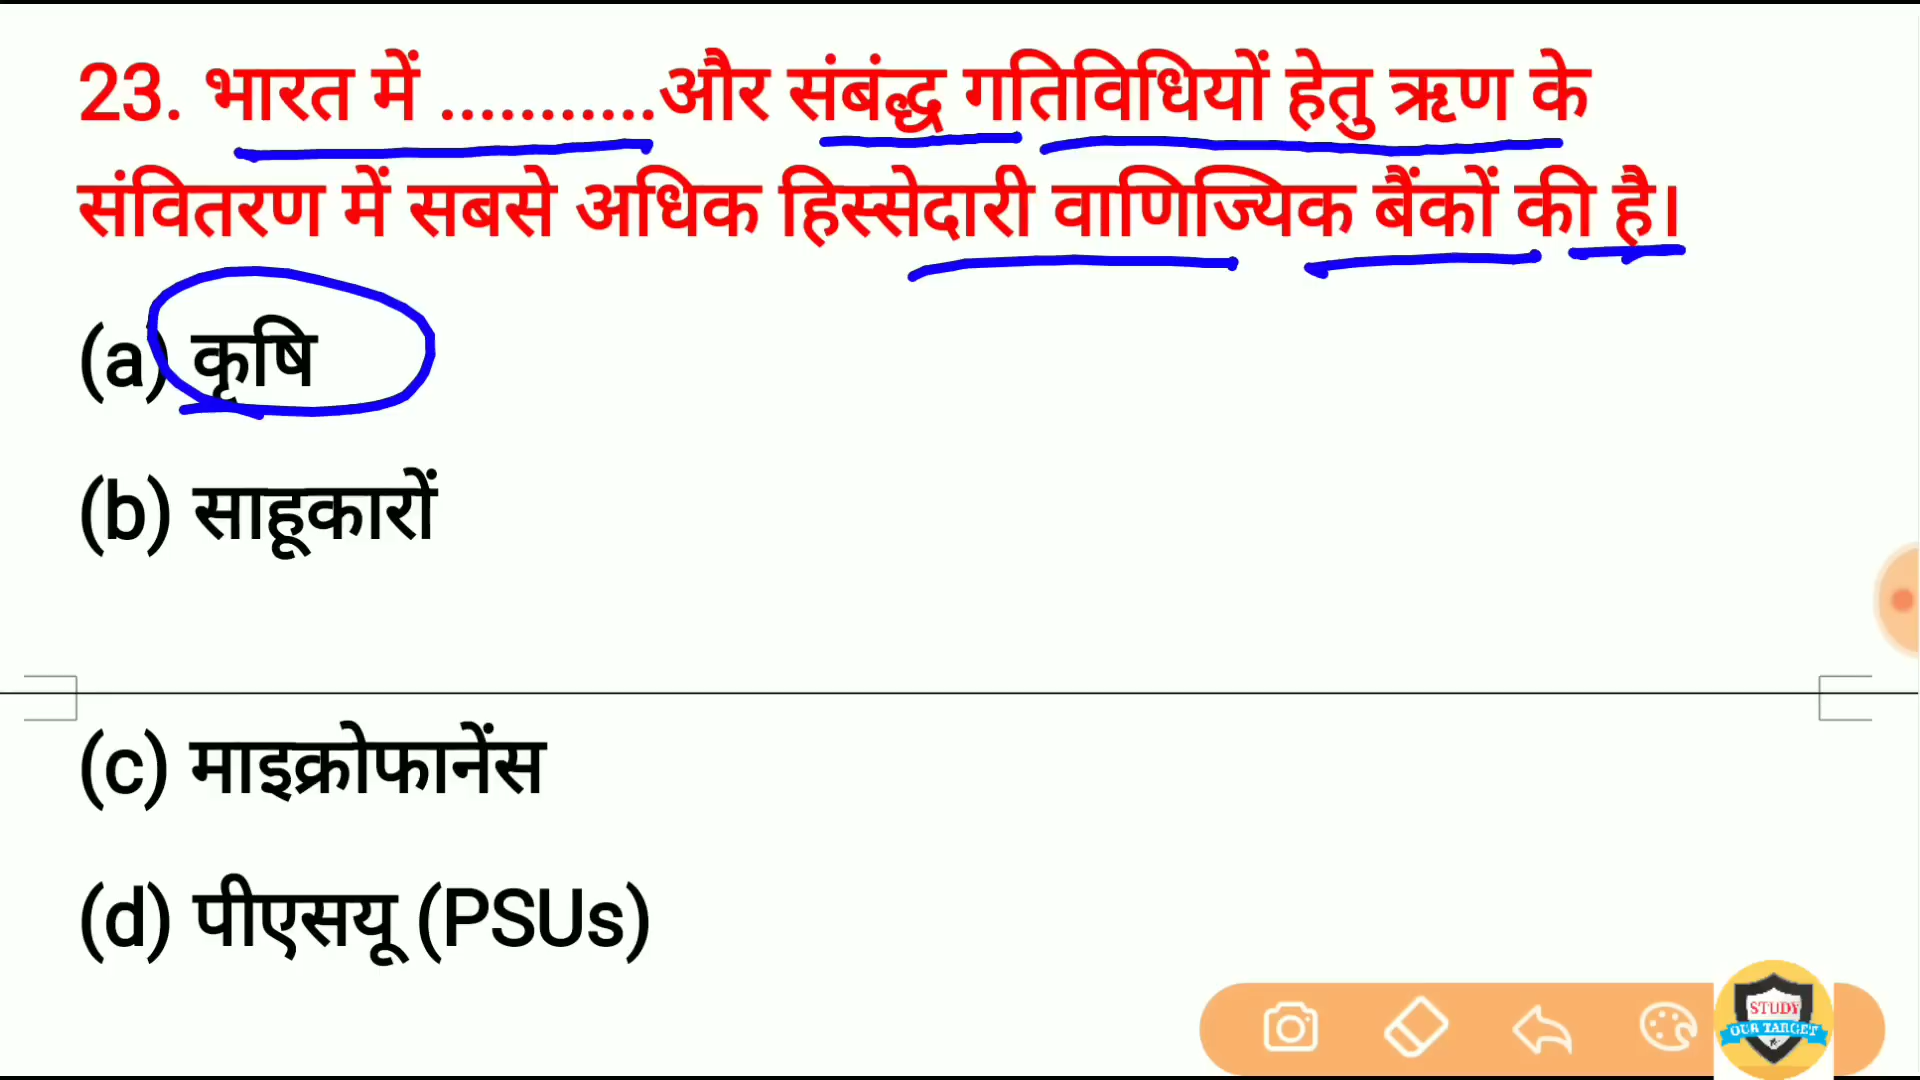 23. भारत में ...........और संबंद्ध गतिविधियों हेतु ऋण के
संवितरण में सबसे अधिक हिस्सेदारी वाणिज्यिक बैंकों की है।
(a) कृषि
(b) साहूकारों
(c) माइक्रोफानेंस
(d) पीएसयू (PSUs)
STUDY
OUR TARGET